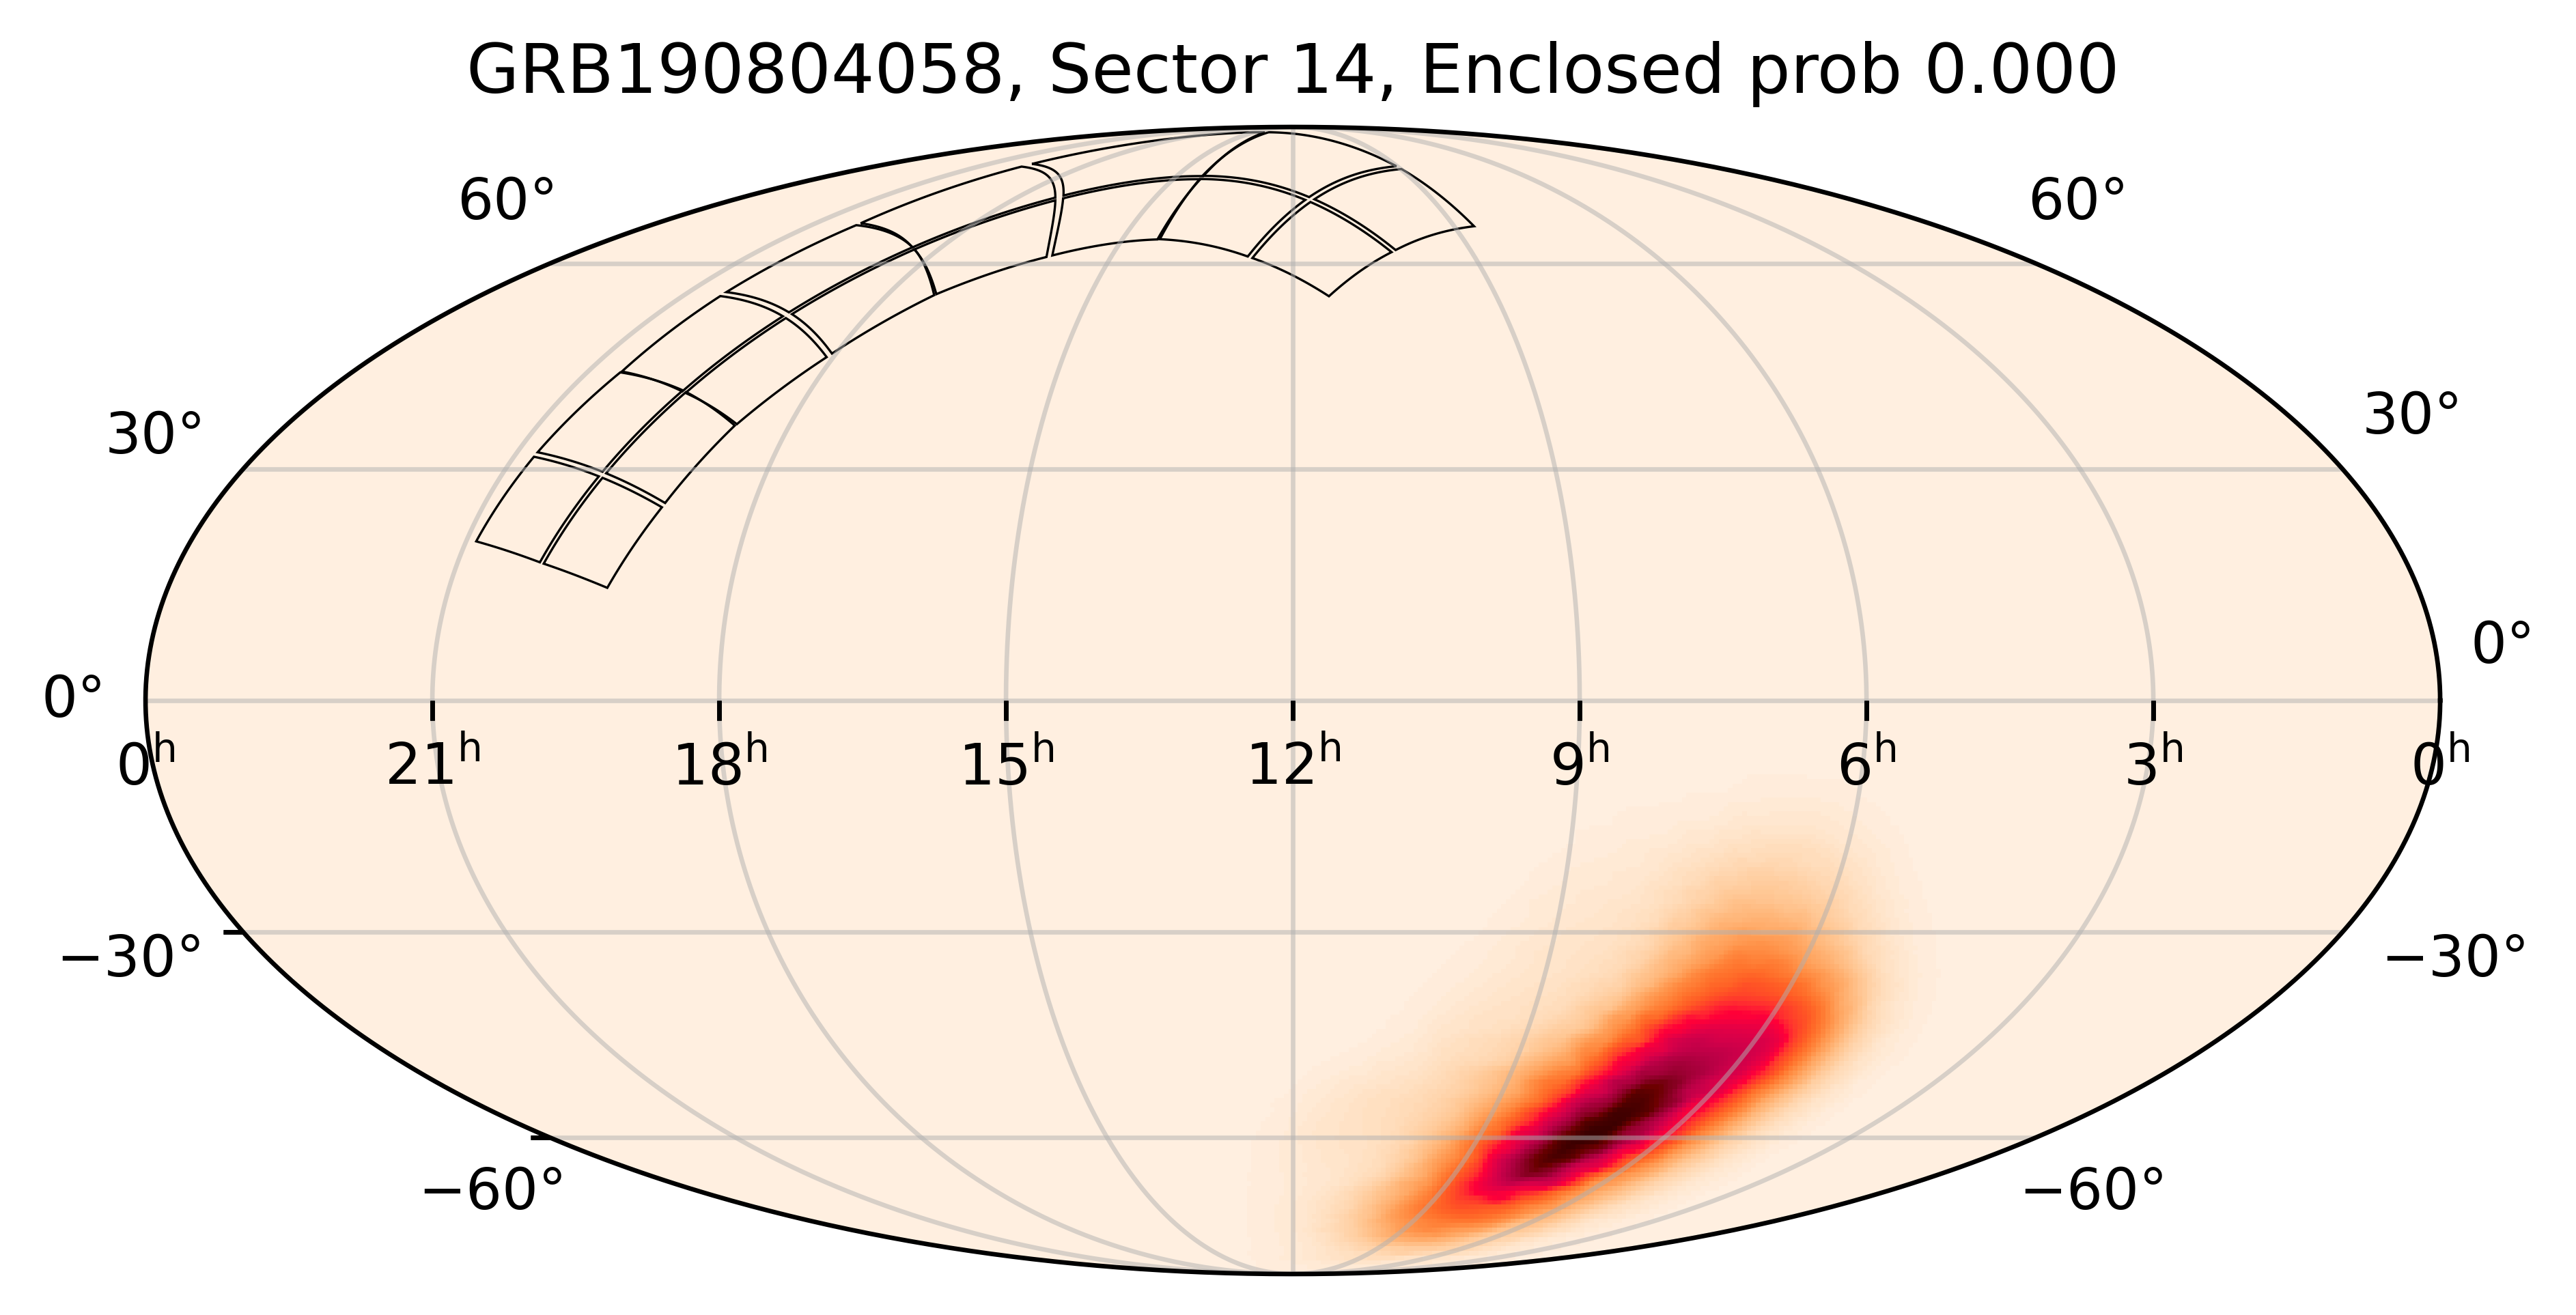 GRB190804058, Sector 14, Enclosed prob 0.000
60° 60°
30° 30°
0° 0°
0ʰ 21ʰ 18ʰ 15ʰ 12ʰ 9ʰ 6ʰ 3ʰ 0ʰ
−30° −30°
−60° −60°